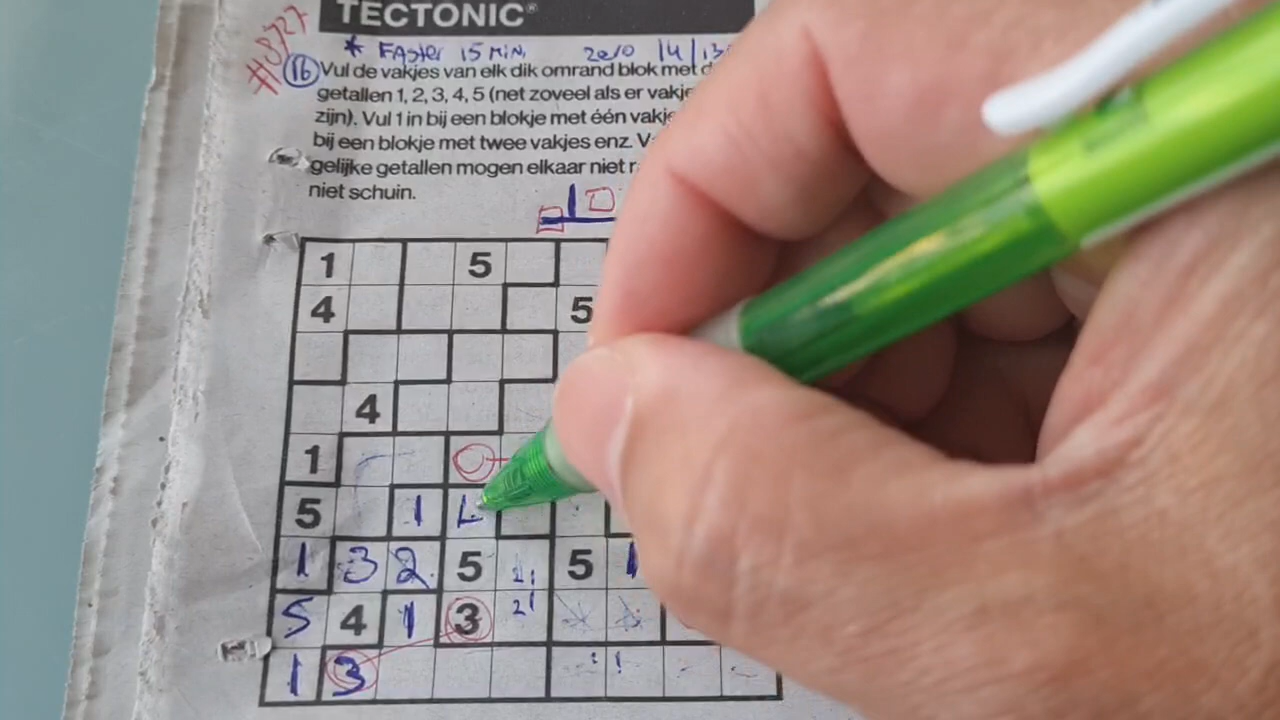 TECTONIC®
#8727
* FASTER 15 MIN,
16 Vul de vakjes van elk dik omrand blok met
getallen 1, 2, 3, 4, 5 (net zoveel als er
zijn). Vul 1 in bij een blokje met één
bij een blokje met twee vakjes enz.
gelijke getallen mogen elkaar niet
niet schuin.
1 5
4 5
4
1
5 1
1 3 2 5 5 1
5 4 1 3
1 3